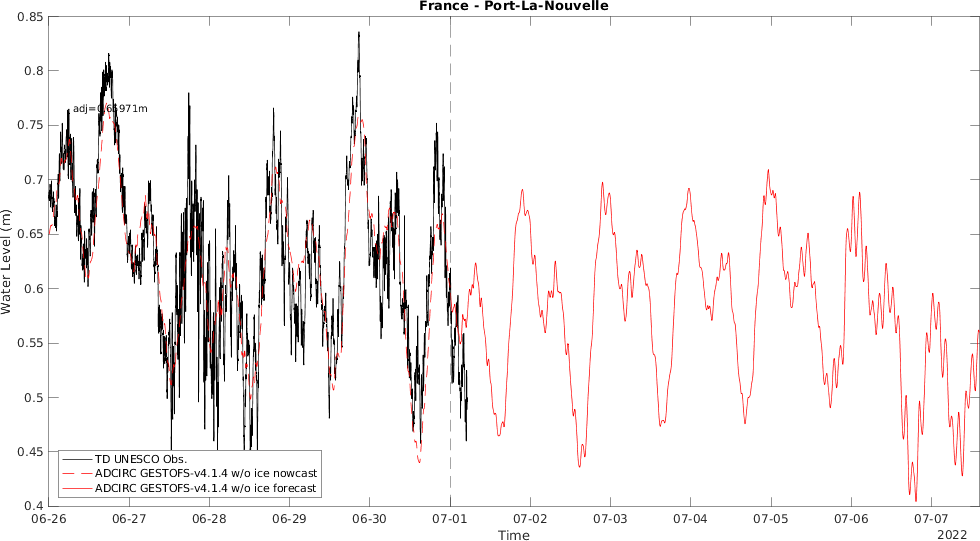 France - Port-La-Nouvelle
0.85
0.8
0.75
0.7
0.65
0.6
0.55
0.5
0.45
0.4
Water Level (m)
TD UNESCO Obs.
ADCIRC GESTOFS-v4.1.4 w/o ice nowcast
ADCIRC GESTOFS-v4.1.4 w/o ice forecast
06-26 06-27 06-28 06-29 06-30 07-01 07-02 07-03 07-04 07-05 07-06 07-07
Time
2022